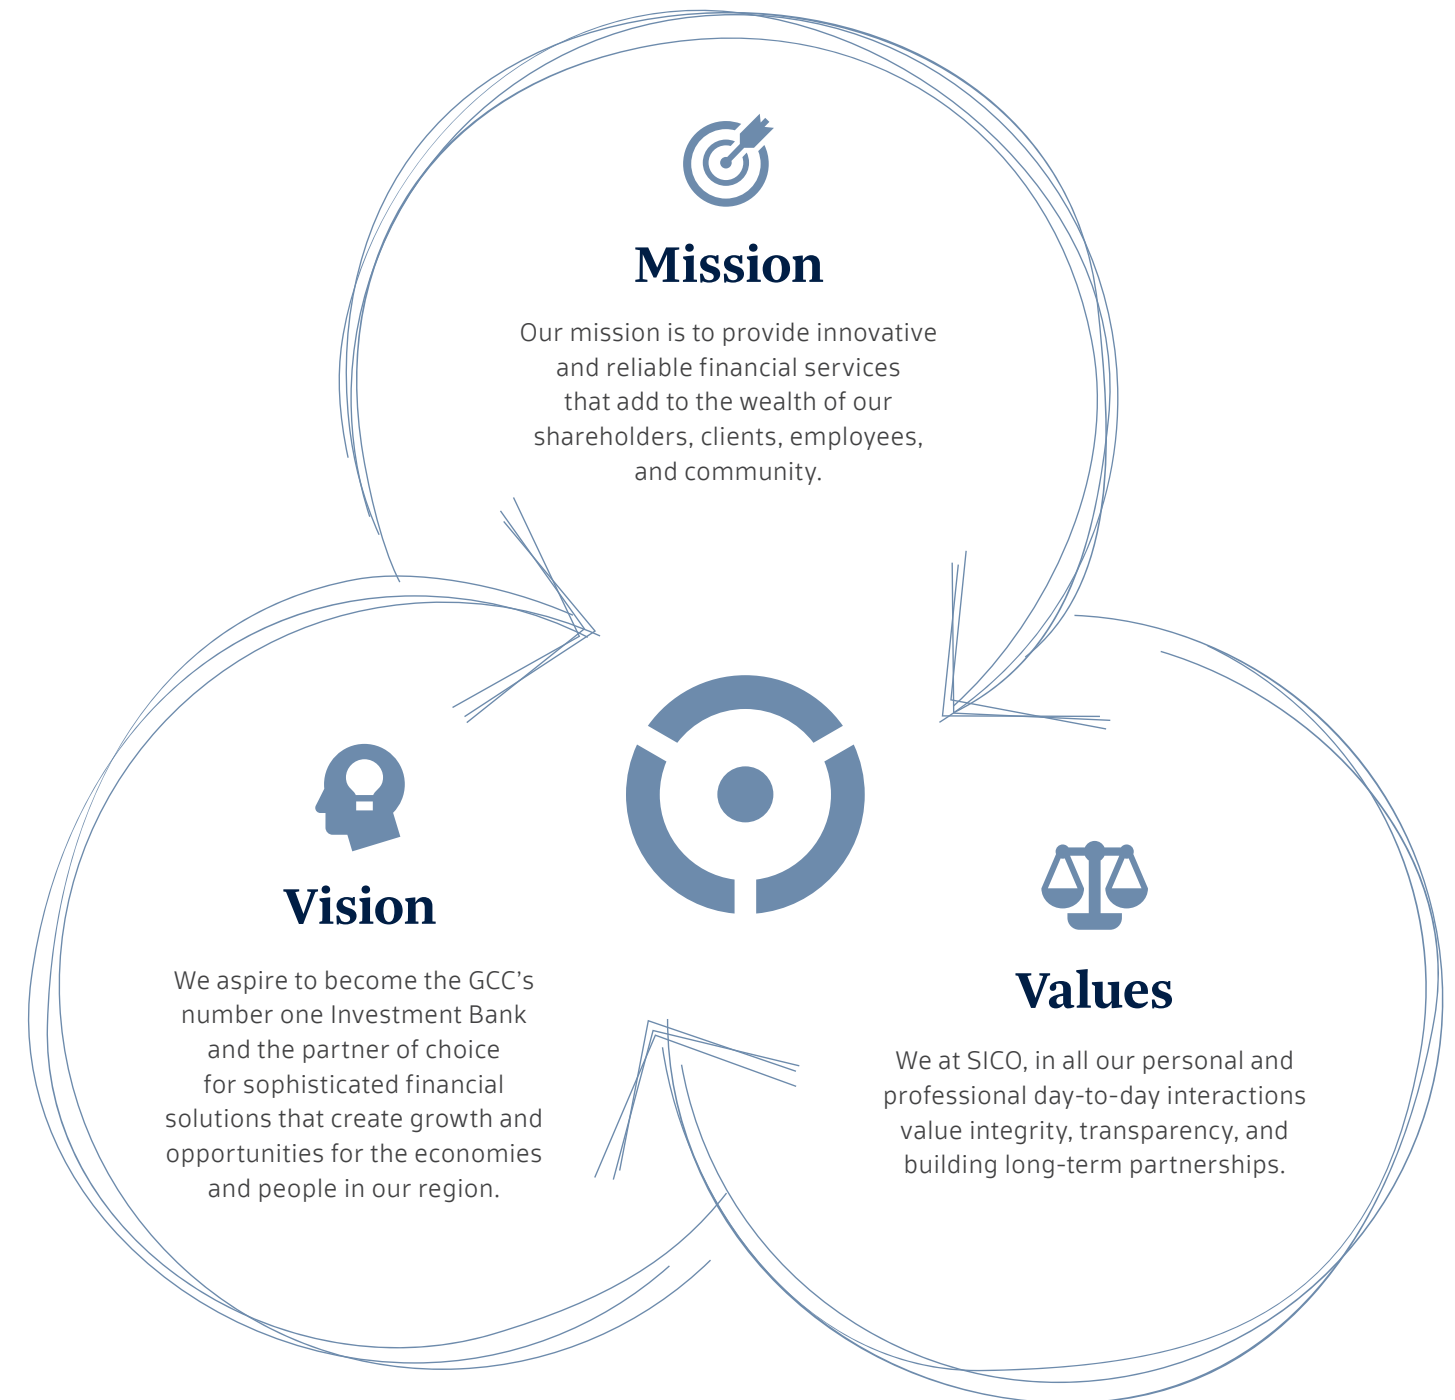 Mission
Our mission is to provide innovative
and reliable financial services
that add to the wealth of our
shareholders, clients, employees,
and community.
Vision
We aspire to become the GCC’s
number one Investment Bank
and the partner of choice
for sophisticated financial
solutions that create growth and
opportunities for the economies
and people in our region.
Values
We at SICO, in all our personal and
professional day-to-day interactions
value integrity, transparency, and
building long-term partnerships.